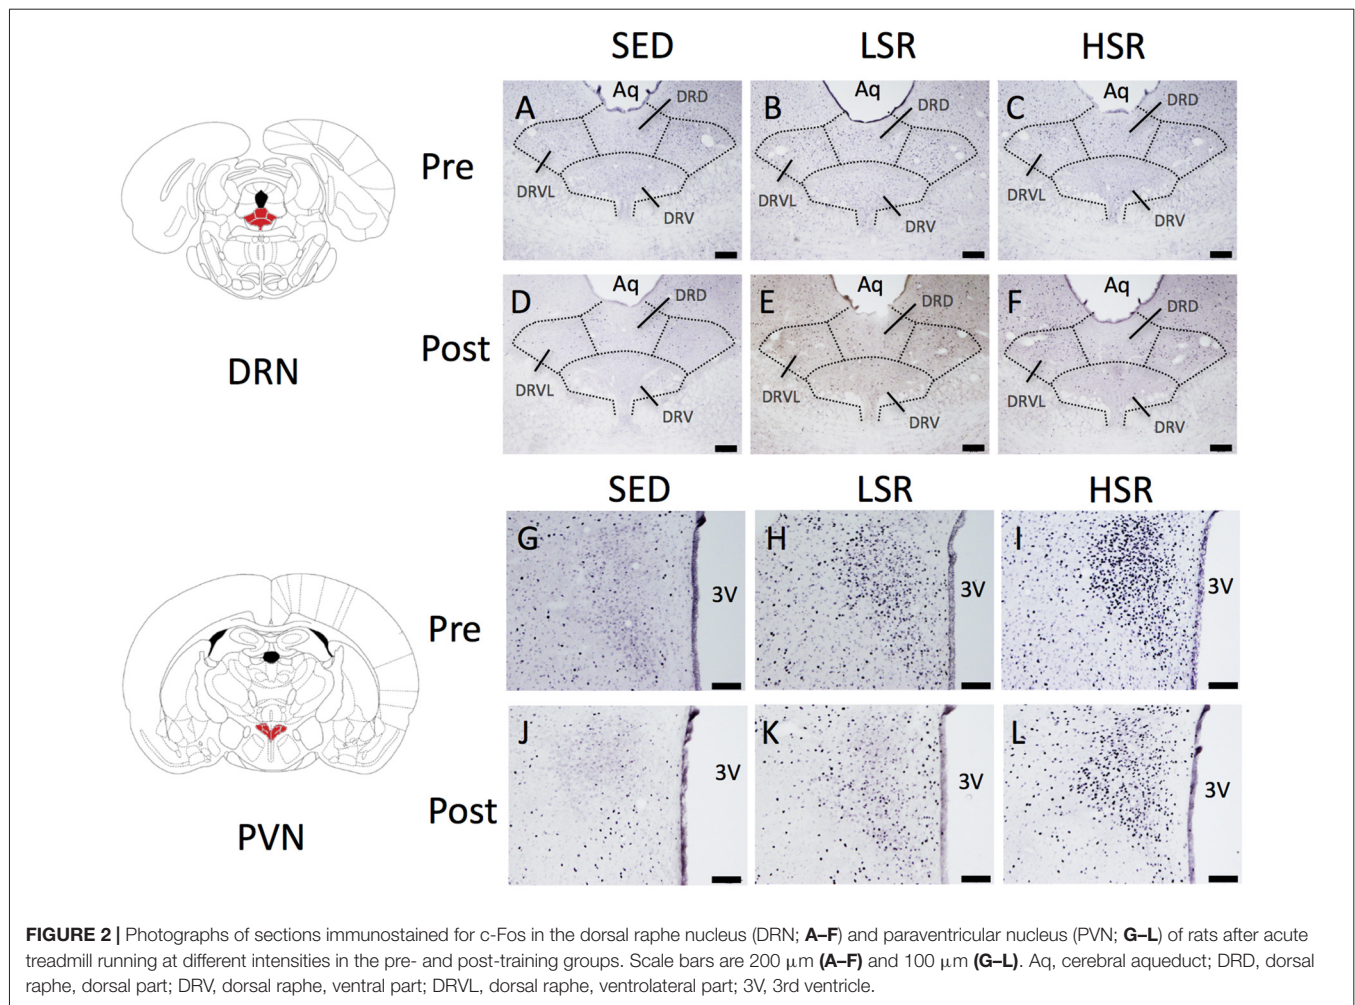 SED LSR HSR
A Aq DRD DRVL DRV
B Aq DRD DRVL DRV
C Aq DRD DRVL DRV
Pre
D Aq DRD DRVL DRV
E Aq DRD DRVL DRV
F Aq DRD DRVL DRV
Post
DRN
SED LSR HSR
G 3V
H 3V
I 3V
Pre
J 3V
K 3V
L 3V
Post
PVN
FIGURE 2 | Photographs of sections immunostained for c-Fos in the dorsal raphe nucleus (DRN; A–F) and paraventricular nucleus (PVN; G–L) of rats after acute
treadmill running at different intensities in the pre- and post-training groups. Scale bars are 200 μm (A–F) and 100 μm (G–L). Aq, cerebral aqueduct; DRD, dorsal
raphe, dorsal part; DRV, dorsal raphe, ventral part; DRVL, dorsal raphe, ventrolateral part; 3V, 3rd ventricle.